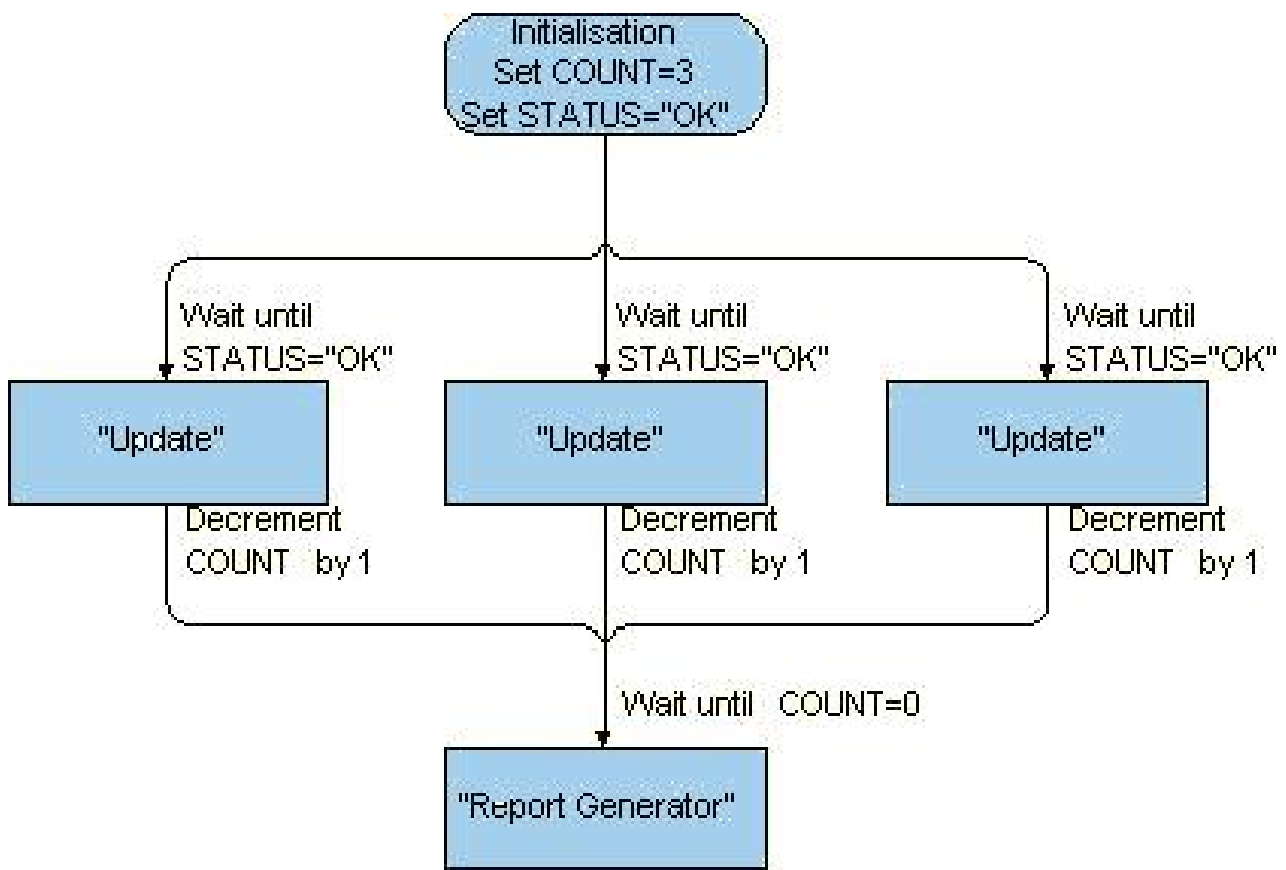 Initialisation
Set COUNT=3
Set STATUS="OK"
Wait until
STATUS="OK"
Wait until
STATUS="OK"
Wait until
STATUS="OK"
"Update"
"Update"
"Update"
Decrement
COUNT by 1
Decrement
COUNT by 1
Decrement
COUNT by 1
Wait until COUNT=0
"Report Generator"